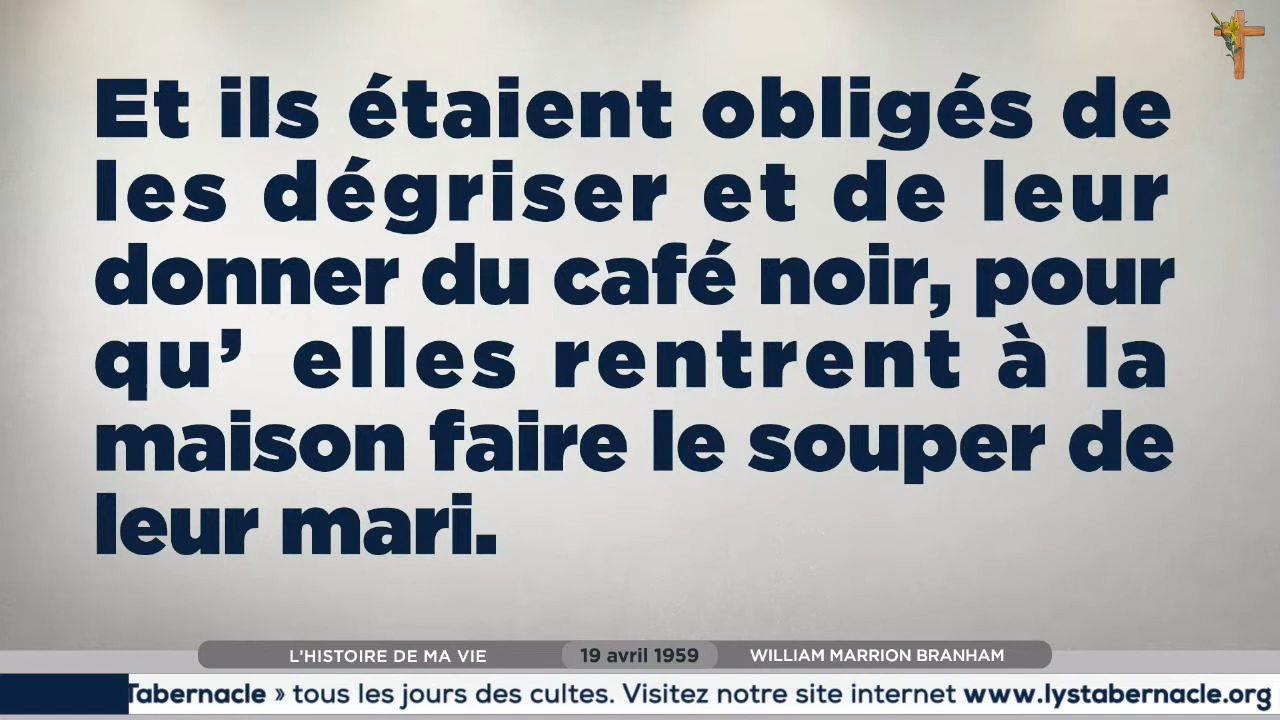 Et ils étaient obligés de
les dégriser et de leur
donner du café noir, pour
qu’ elles rentrent à la
maison faire le souper de
leur mari.
L’HISTOIRE DE MA VIE 19 avril 1959 WILLIAM MARRION BRANHAM
Tabernacle » tous les jours des cultes. Visitez notre site internet www.lystabernacle.org